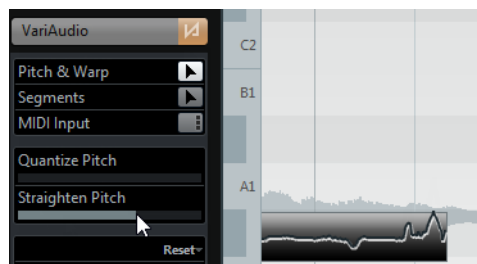 VariAudio
C2
Pitch & Warp
Segments
B1
MIDI Input
Quantize Pitch
Straighten Pitch
A1
Reset